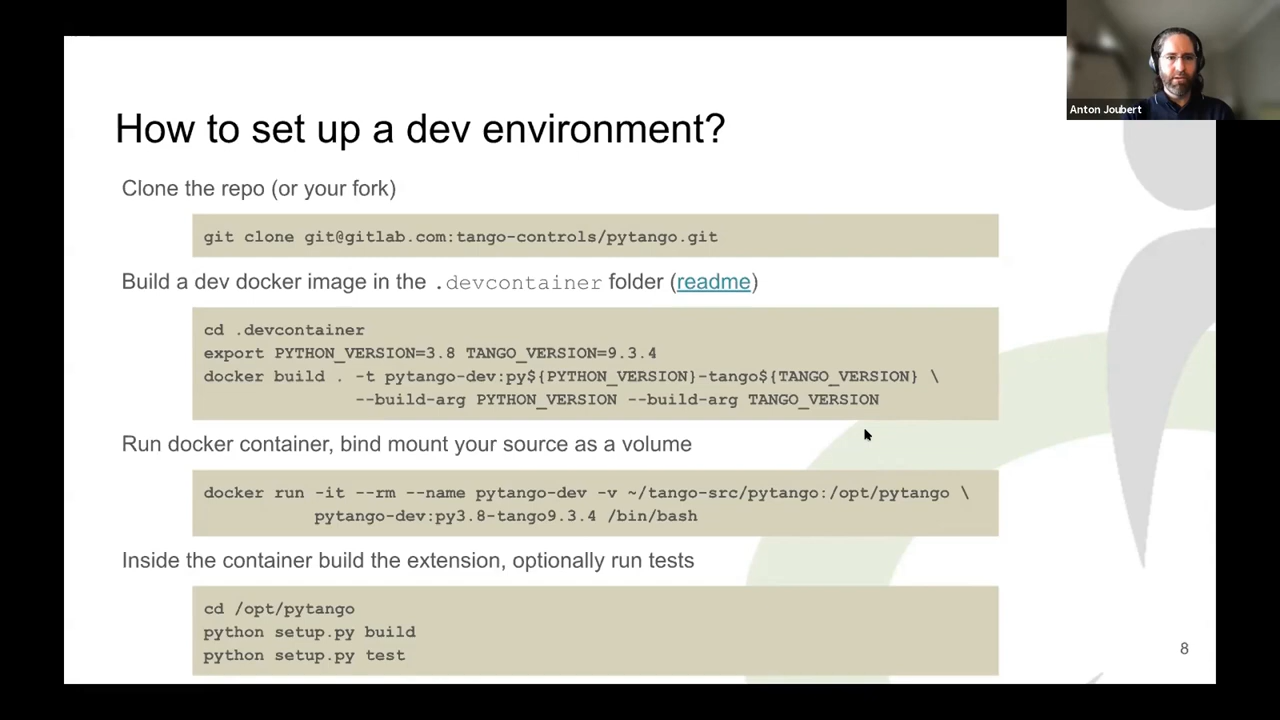 Anton Joubert
How to set up a dev environment?
Clone the repo (or your fork)
git clone git@gitlab.com:tango-controls/pytango.git
Build a dev docker image in the .devcontainer folder (readme)
cd .devcontainer
export PYTHON_VERSION=3.8 TANGO_VERSION=9.3.4
docker build . -t pytango-dev:py${PYTHON_VERSION}-tango${TANGO_VERSION} \
--build-arg PYTHON_VERSION --build-arg TANGO_VERSION
Run docker container, bind mount your source as a volume
docker run -it --rm --name pytango-dev -v ~/tango-src/pytango:/opt/pytango \
pytango-dev:py3.8-tango9.3.4 /bin/bash
Inside the container build the extension, optionally run tests
cd /opt/pytango
python setup.py build
python setup.py test
8